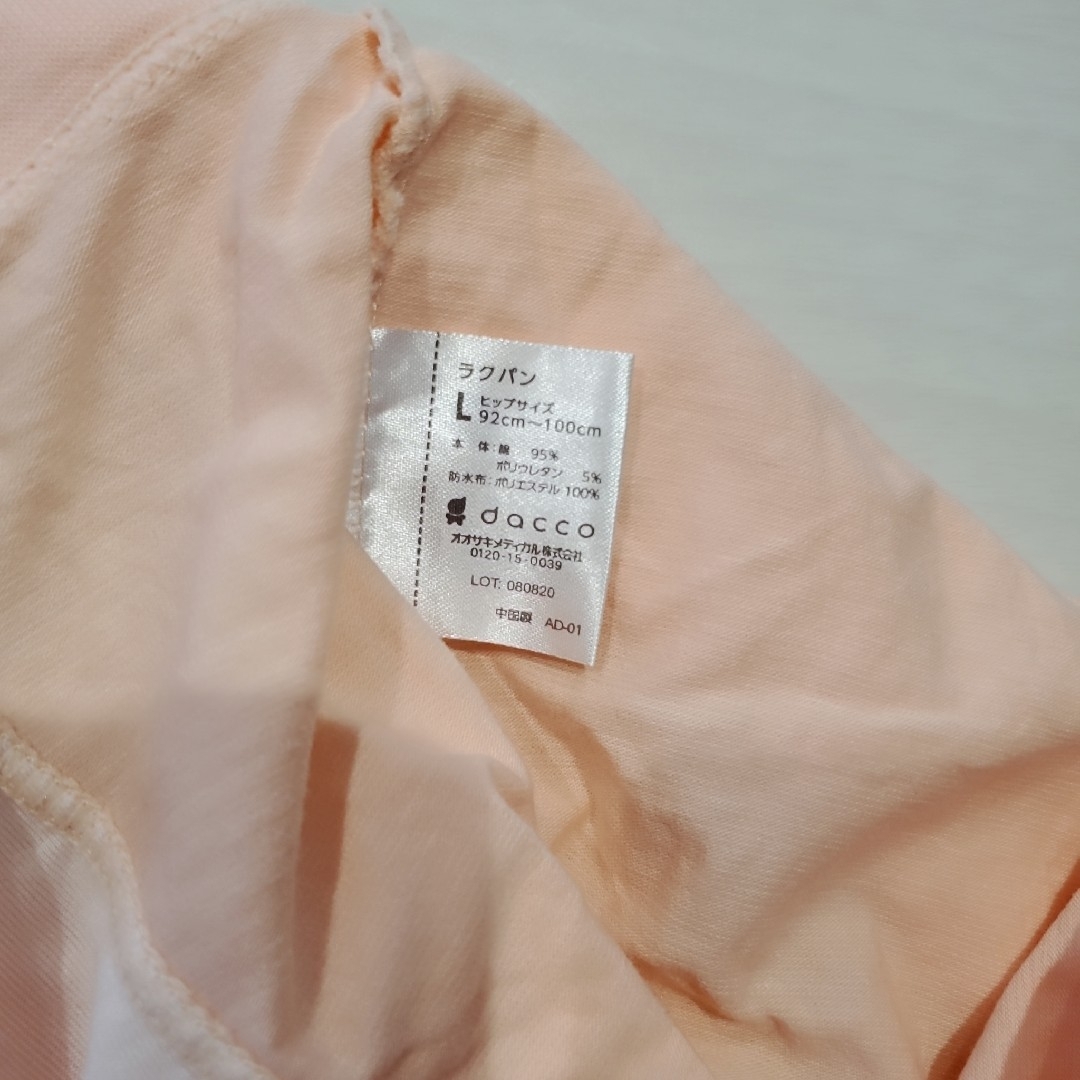 ラクパン
L ヒップサイズ
92cm〜100cm
本 体：綿 95%
ポリウレタン 5%
防水布：ポリエステル 100%
dacco
オオサキメディカル株式会社
0120-15-0039
LOT: 080820
中国製 AD-01